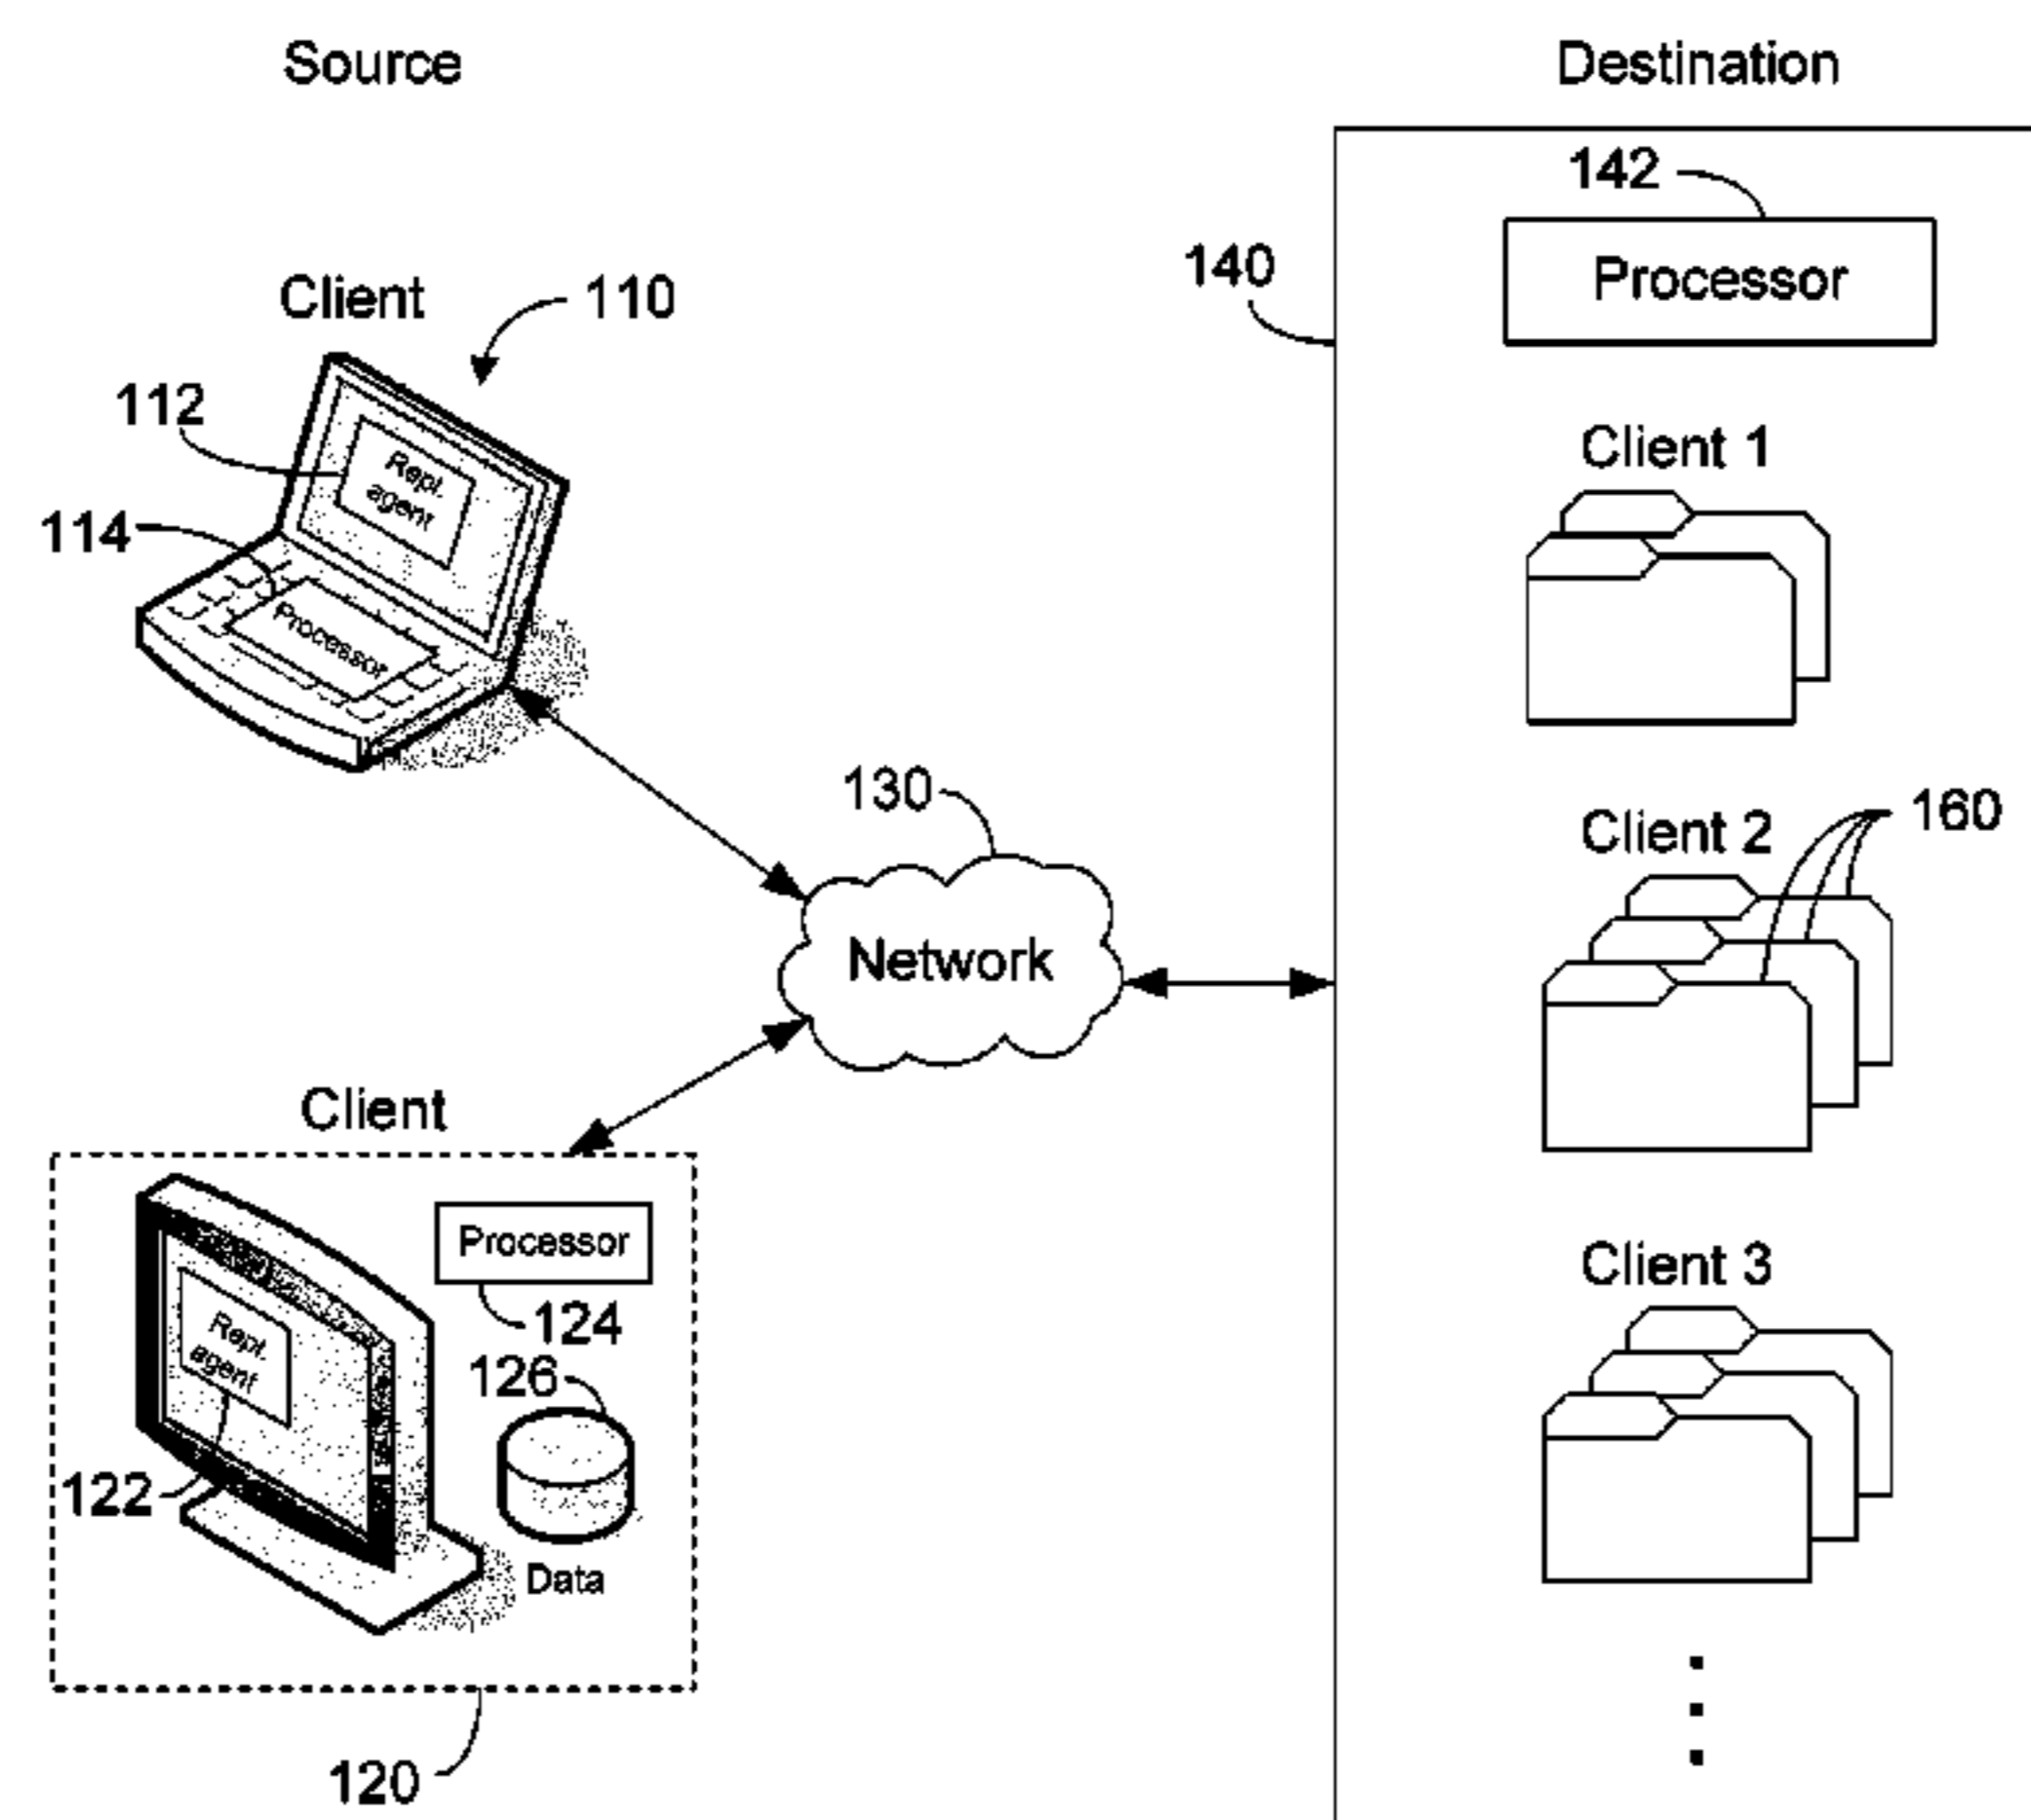 Source
Destination
142
Processor
140
Client
110
112
Repl.
agent
114
Processor
Client 1
130
Network
Client 2
160
Client
Processor
124
126
Repl.
agent
122
Data
120
Client 3